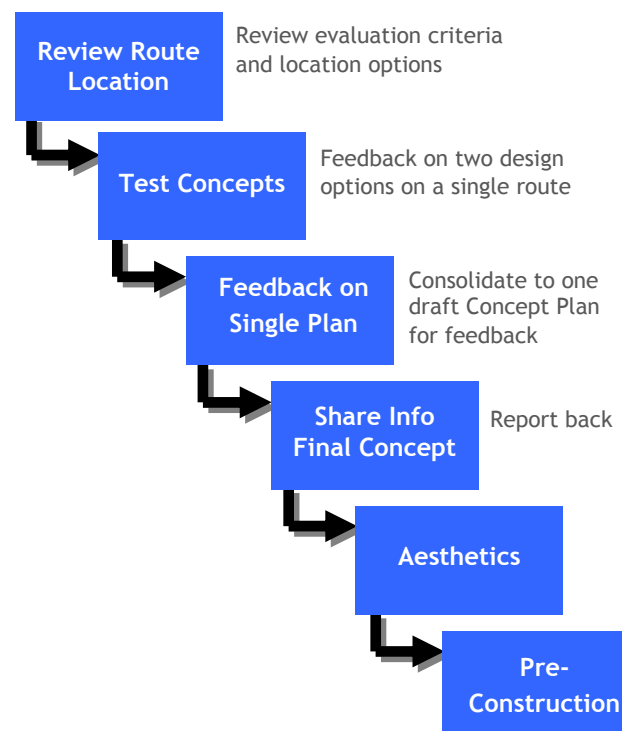 Review Route
Location
Review evaluation criteria
and location options
Test Concepts
Feedback on two design
options on a single route
Feedback on
Single Plan
Consolidate to one
draft Concept Plan
for feedback
Share Info
Final Concept
Report back
Aesthetics
Pre-
Construction